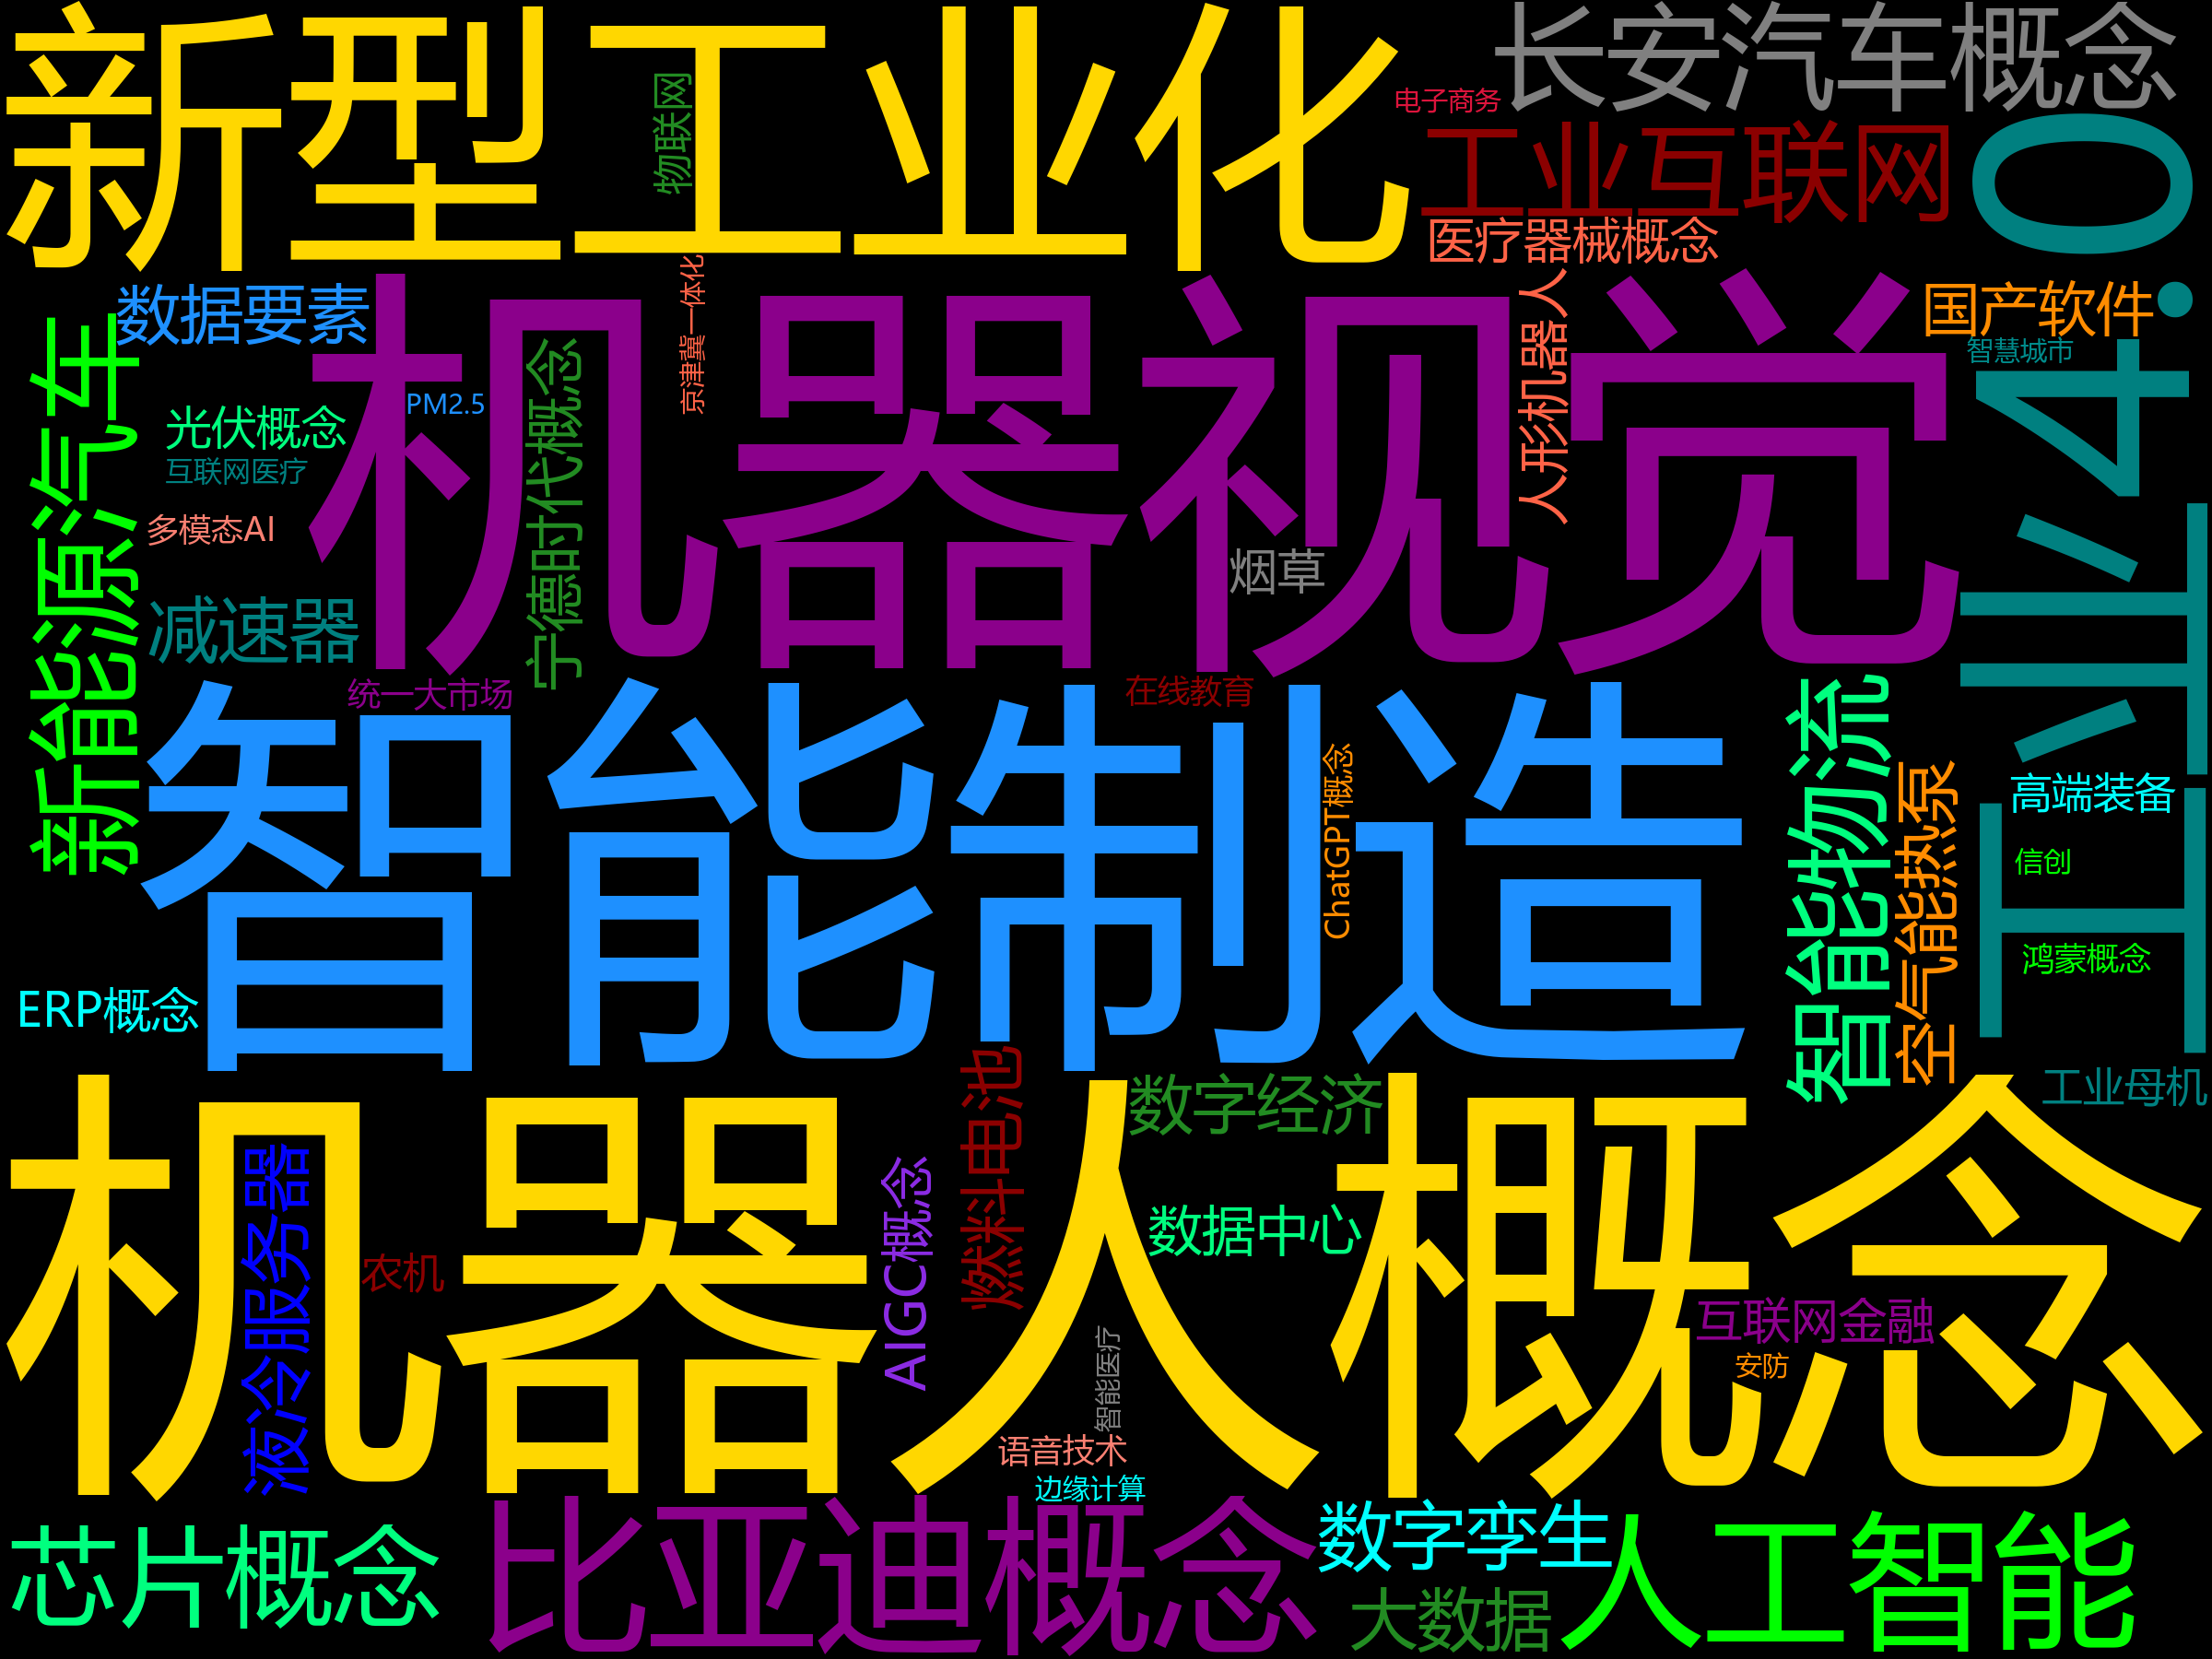 新型工业化
物联网
电子商务
长安汽车概念
工业互联网
医疗器械概念
工业4.0
国产软件
智慧城市
数据要素
京津冀一体化
人形机器人
机器视觉
新能源汽车
PM2.5
光伏概念
互联网医疗
多模态AI
宁德时代概念
减速器
烟草
统一大市场
在线教育
智能制造
ChatGPT概念
智能物流
空气能热泵
高端装备
信创
鸿蒙概念
ERP概念
工业母机
机器人概念
液冷服务器
农机
AIGC概念
燃料电池
数字经济
数据中心
互联网金融
安防
智能医疗
语音技术
边缘计算
芯片概念
比亚迪概念
数字孪生
大数据
人工智能